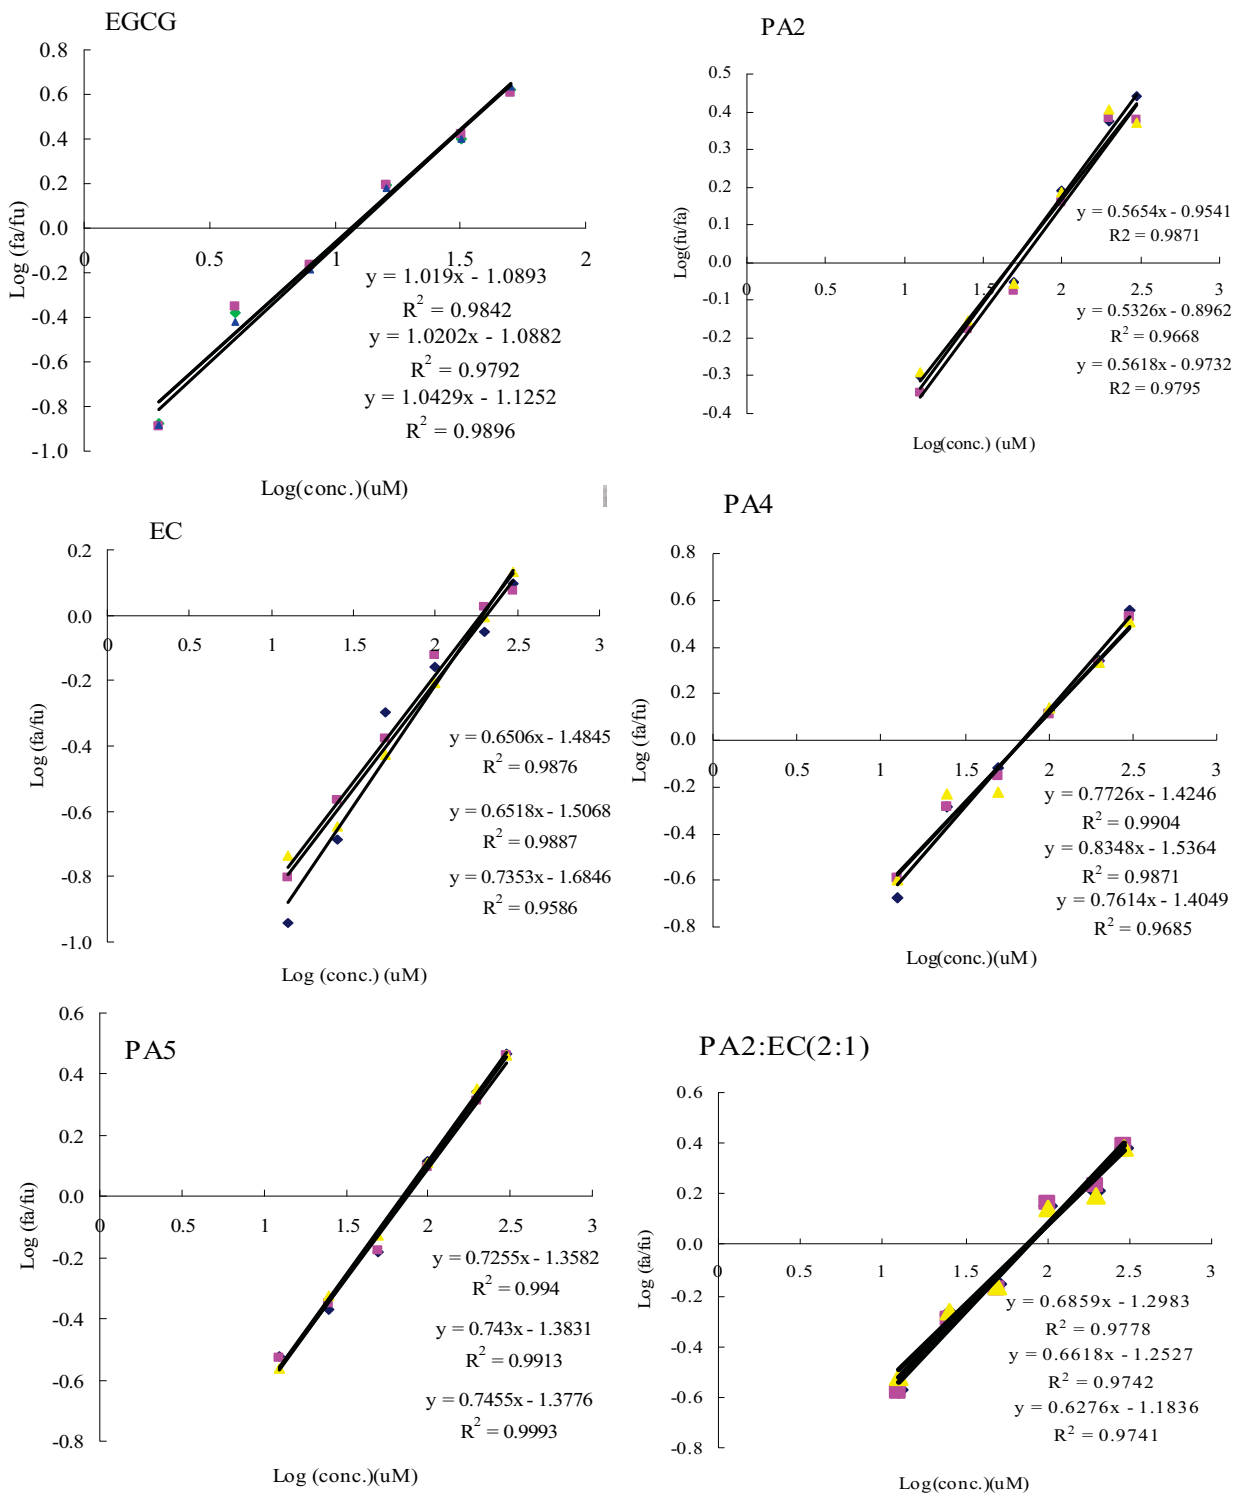 EGCG
0.8
0.6
0.4
0.2
0.0
-0.2
-0.4
-0.6
-0.8
-1.0
0.5
1
1.5
2
Log (fa/fu)
y = 1.019x - 1.0893
R2 = 0.9842
y = 1.0202x - 1.0882
R2 = 0.9792
y = 1.0429x - 1.1252
R2 = 0.9896
Log(conc.)(uM)
PA2
0.5
0.4
0.3
0.2
0.1
0.0
-0.1
-0.2
-0.3
-0.4
0
0.5
1
1.5
2
2.5
3
Log(fu/fa)
y = 0.5654x - 0.9541
R2 = 0.9871
y = 0.5326x - 0.8962
R2 = 0.9668
y = 0.5618x - 0.9732
R2 = 0.9795
Log(conc.) (uM)
EC
0.2
0.0
-0.2
-0.4
-0.6
-0.8
-1.0
0
0.5
1
1.5
2
2.5
3
Log (fa/fu)
y = 0.6506x - 1.4845
R2 = 0.9876
y = 0.6518x - 1.5068
R2 = 0.9887
y = 0.7353x - 1.6846
R2 = 0.9586
Log (conc.) (uM)
PA4
0.8
0.6
0.4
0.2
0.0
-0.2
-0.4
-0.6
-0.8
0
0.5
1
1.5
2
2.5
3
Log (fa/fu)
y = 0.7726x - 1.4246
R2 = 0.9904
y = 0.8348x - 1.5364
R2 = 0.9871
y = 0.7614x - 1.4049
R2 = 0.9685
Log(conc.)(uM)
PA5
0.6
0.4
0.2
0.0
-0.2
-0.4
-0.6
-0.8
0
0.5
1
1.5
2
2.5
3
Log (fa/fu)
y = 0.7255x - 1.3582
R2 = 0.994
y = 0.743x - 1.3831
R2 = 0.9913
y = 0.7455x - 1.3776
R2 = 0.9993
Log (conc.)(uM)
PA2:EC(2:1)
0.6
0.4
0.2
0.0
-0.2
-0.4
-0.6
-0.8
0
0.5
1
1.5
2
2.5
3
Log (fa/fu)
y = 0.6859x - 1.2983
R2 = 0.9778
y = 0.6618x - 1.2527
R2 = 0.9742
y = 0.6276x - 1.1836
R2 = 0.9741
Log(conc.)(uM)